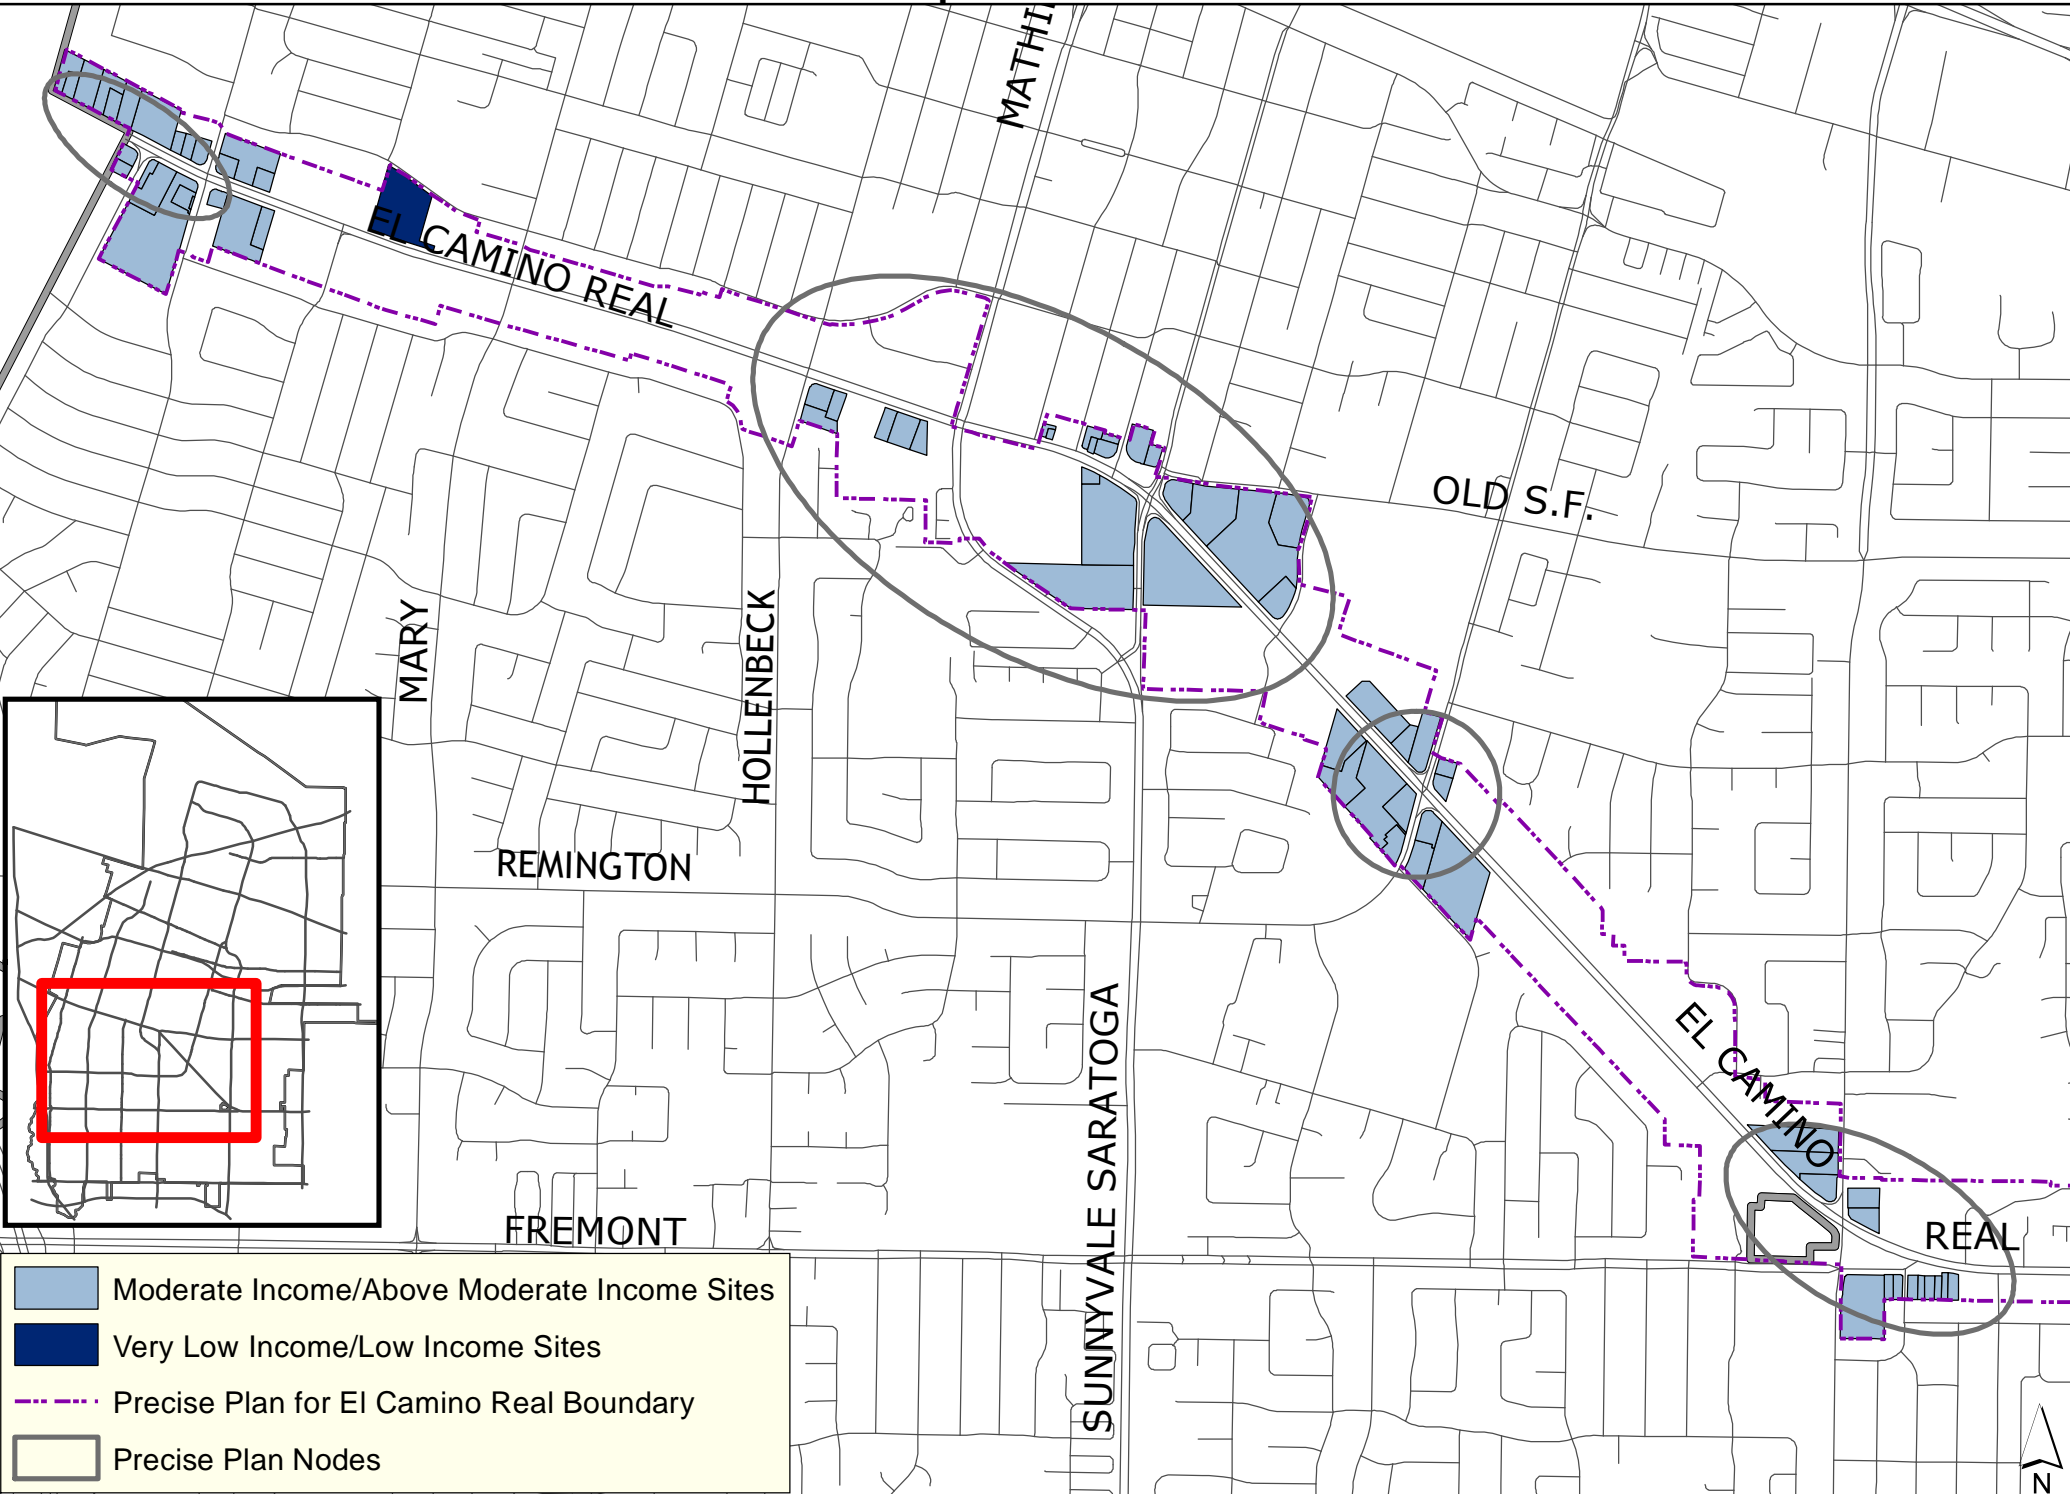 EL CAMINO REAL
OLD S.F.
MARY
HOLLENBECK
REMINGTON
SUNNYVALE SARATOGA
EL CAMINO
REAL
FREMONT
Moderate Income/Above Moderate Income Sites
Very Low Income/Low Income Sites
Precise Plan for El Camino Real Boundary
Precise Plan Nodes
N